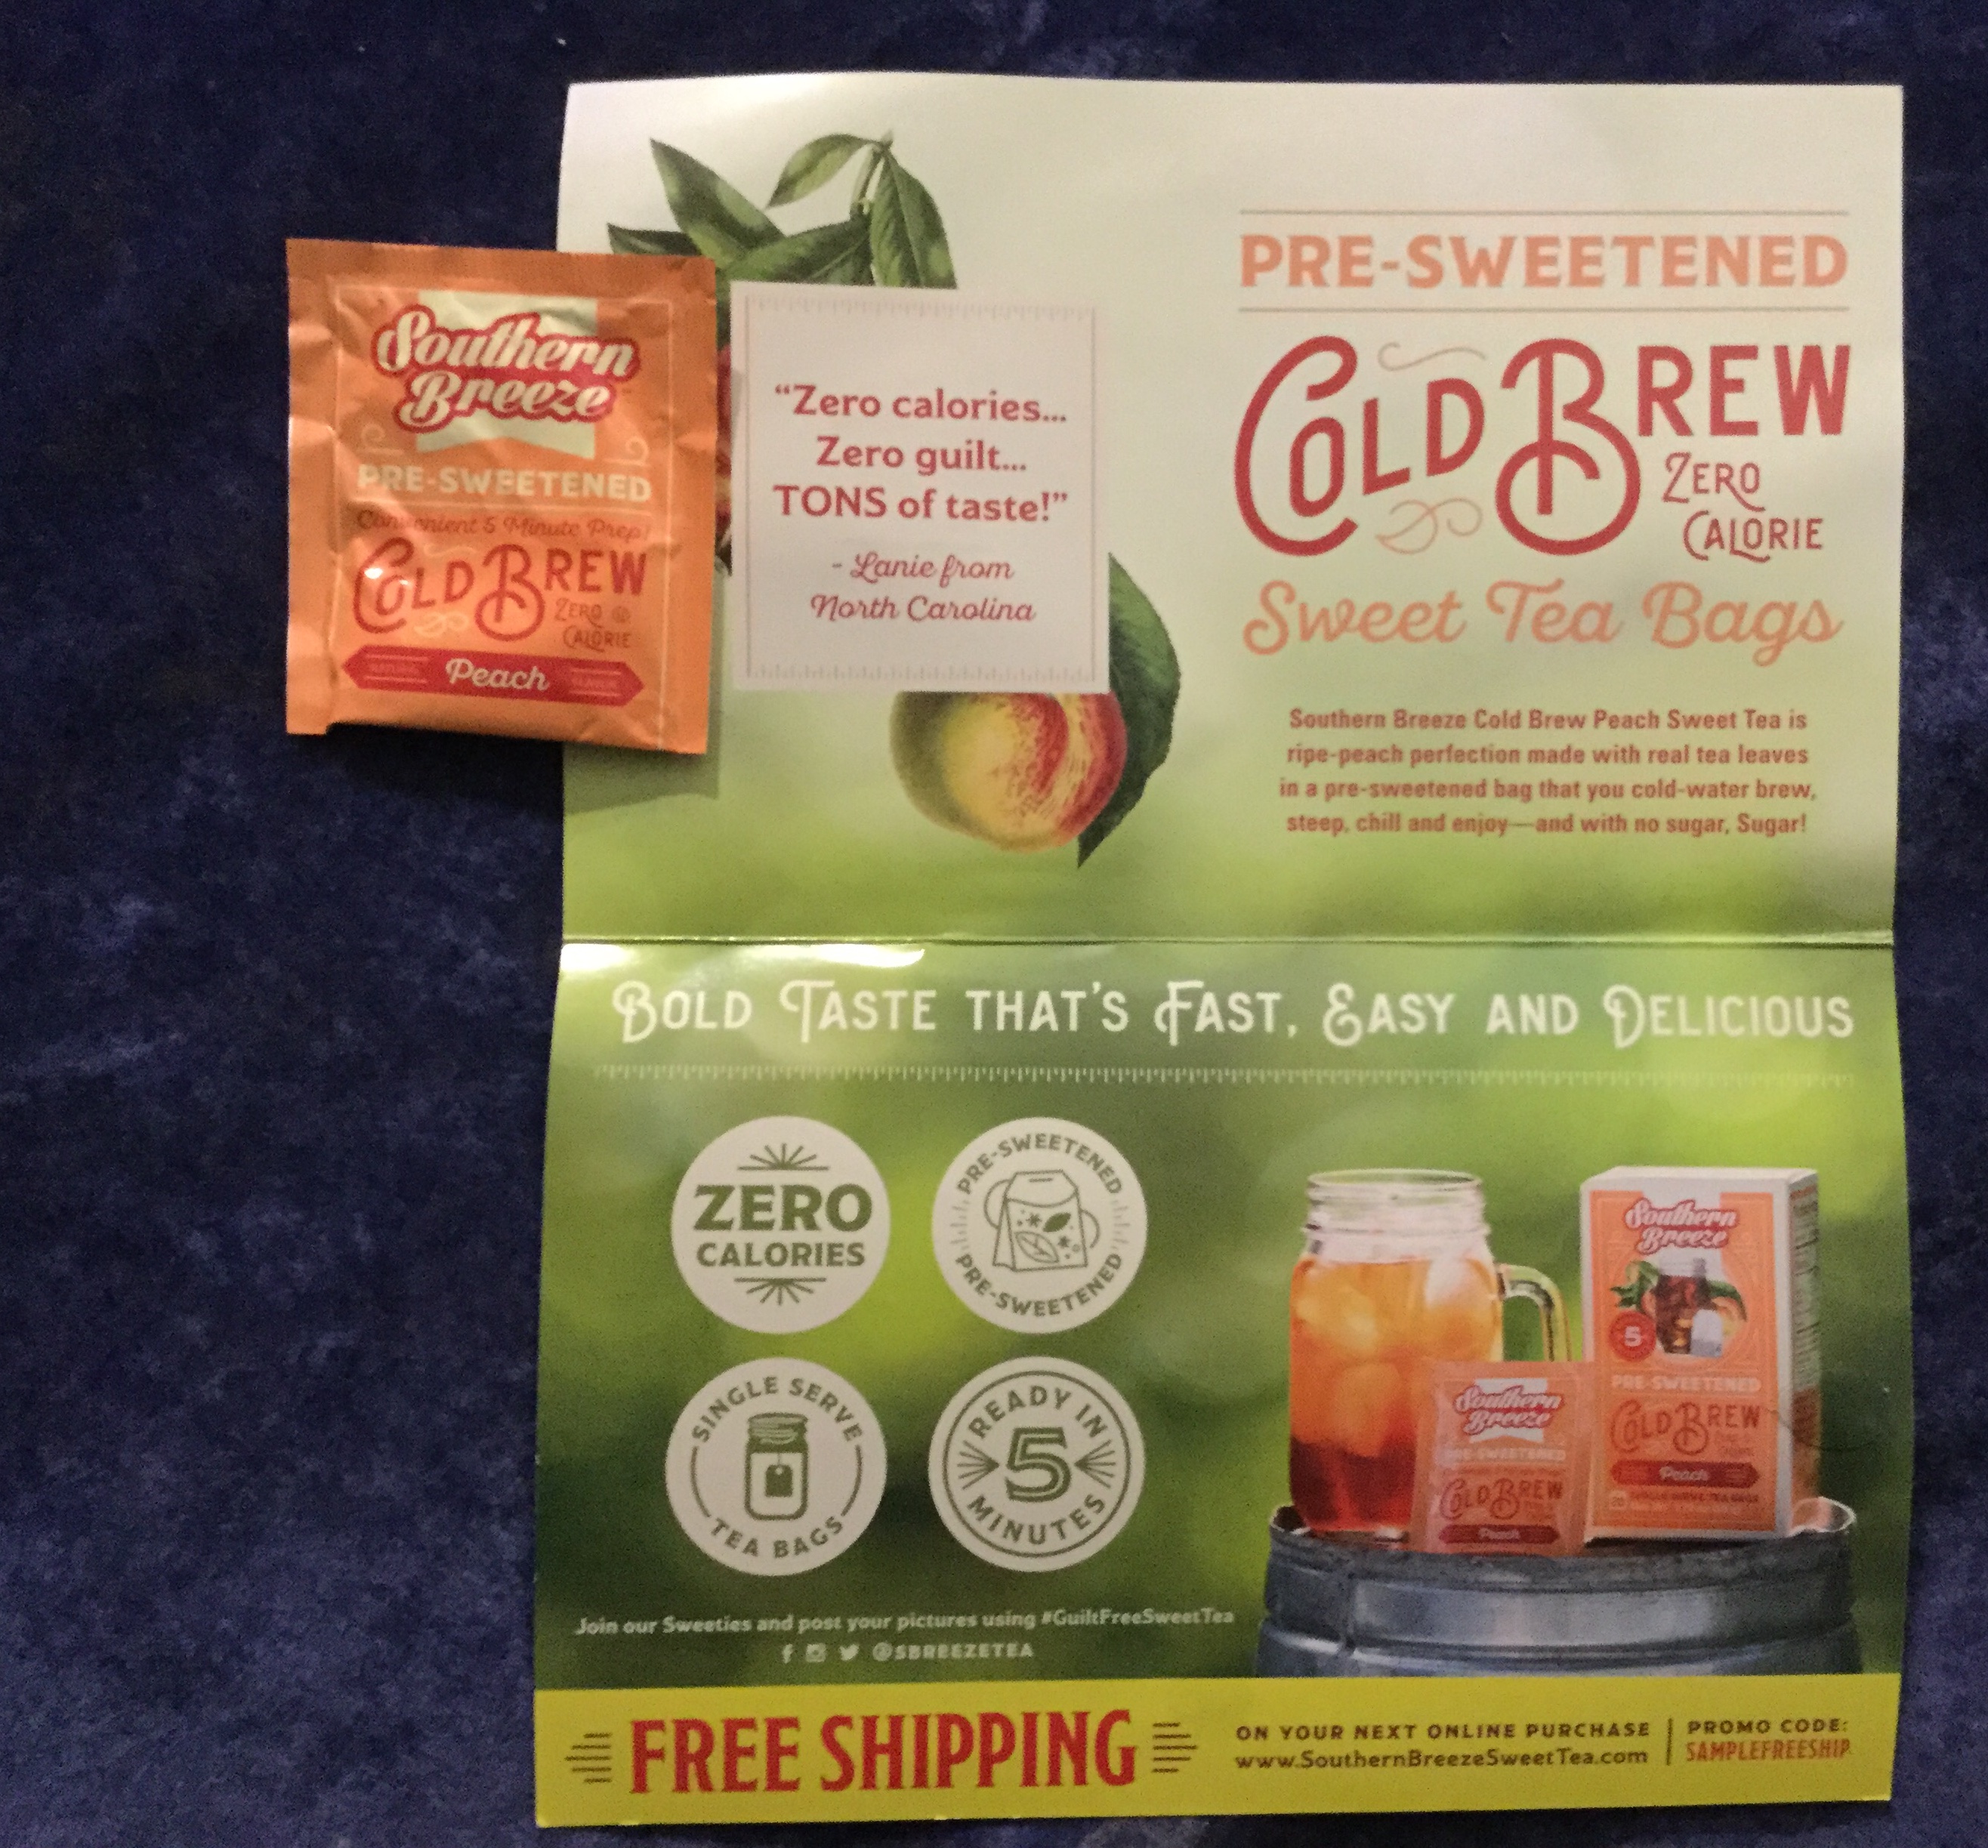 Southern
Breeze
PRE-SWEETENED
Convenient 5 Minute Prep!
COLD BREW
ZERO
CALORIE
Peach
"Zero calories...
Zero guilt...
TONS of taste!"
- Lanie from
North Carolina
PRE-SWEETENED
COLD BREW
ZERO
CALORIE
Sweet Tea Bags
Southern Breeze Cold Brew Peach Sweet Tea is
ripe-peach perfection made with real tea leaves
in a pre-sweetened bag that you cold-water brew,
steep, chill and enjoy—and with no sugar, Sugar!
BOLD TASTE THAT'S FAST, EASY AND DELICIOUS
ZERO
CALORIES
PRE-SWEETENED
PRE-SWEETENED
SINGLE SERVE
TEA BAGS
READY IN
5
MINUTES
Southern
Breeze
5
PRE-SWEETENED
COLD BREW
Peach
Southern
Breeze
PRE-SWEETENED
COLD BREW
Peach
Join our Sweeties and post your pictures using #GuiltFreeSweetTea
@SBREEZETEA
FREE SHIPPING
ON YOUR NEXT ONLINE PURCHASE
www.SouthernBreezeSweetTea.com
PROMO CODE:
SAMPLEFREESHIP